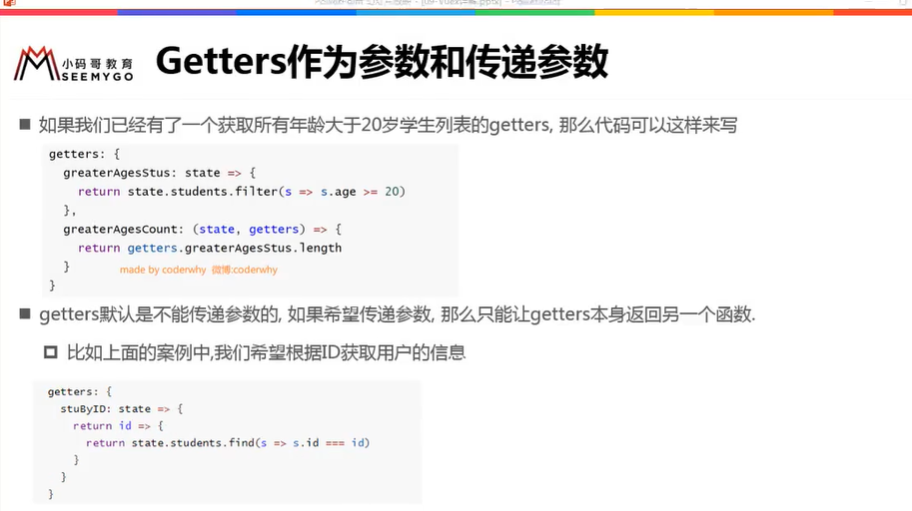 小码哥教育
SEEMYGO
Getters作为参数和传递参数
如果我们已经有了一个获取所有年龄大于20岁学生列表的getters, 那么代码可以这样来写
getters: {
greaterAgesStus: state => {
return state.students.filter(s => s.age >= 20)
},
greaterAgesCount: (state, getters) => {
return getters.greaterAgesStus.length
}
made by coderwhy 微博:coderwhy
}
getters默认是不能传递参数的, 如果希望传递参数, 那么只能让getters本身返回另一个函数.
比如上面的案例中,我们希望根据ID获取用户的信息
getters: {
stuByID: state => {
return id => {
return state.students.find(s => s.id === id)
}
}
}